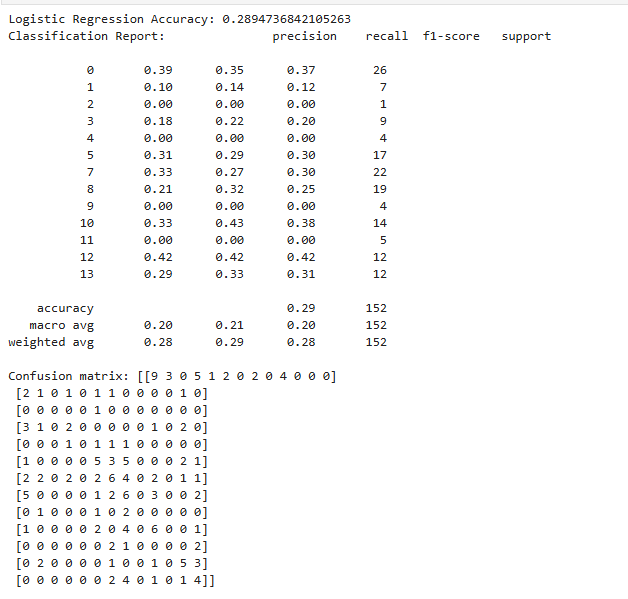 Logistic Regression Accuracy: 0.2894736842105263
Classification Report:               precision    recall  f1-score   support

           0       0.39      0.35      0.37        26
           1       0.10      0.14      0.12         7
           2       0.00      0.00      0.00         1
           3       0.18      0.22      0.20         9
           4       0.00      0.00      0.00         4
           5       0.31      0.29      0.30        17
           7       0.33      0.27      0.30        22
           8       0.21      0.32      0.25        19
           9       0.00      0.00      0.00         4
          10       0.33      0.43      0.38        14
          11       0.00      0.00      0.00         5
          12       0.42      0.42      0.42        12
          13       0.29      0.33      0.31        12

    accuracy                           0.29       152
   macro avg       0.20      0.21      0.20       152
weighted avg       0.28      0.29      0.28       152

Confusion matrix: [[9 3 0 5 1 2 0 2 0 4 0 0 0]
 [2 1 0 1 0 1 1 0 0 0 0 1 0]
 [0 0 0 0 0 1 0 0 0 0 0 0 0]
 [3 1 0 2 0 0 0 0 0 1 0 2 0]
 [0 0 0 1 0 1 1 1 0 0 0 0 0]
 [1 0 0 0 0 5 3 5 0 0 0 2 1]
 [2 2 0 2 0 2 6 4 0 2 0 1 1]
 [5 0 0 0 0 1 2 6 0 3 0 0 2]
 [0 1 0 0 0 1 0 2 0 0 0 0 0]
 [1 0 0 0 0 2 0 4 0 6 0 0 1]
 [0 0 0 0 0 0 2 1 0 0 0 0 2]
 [0 2 0 0 0 0 1 0 0 1 0 5 3]
 [0 0 0 0 0 0 2 4 0 1 0 1 4]]